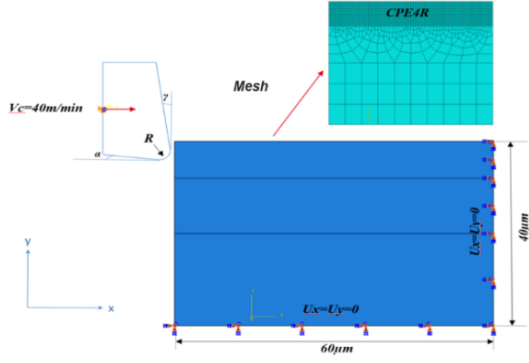 CPE4R
Mesh
Vc=40m/min
γ
R
α
Ux=Uy=0
40μm
y
x
Ux=Uy=0
60μm